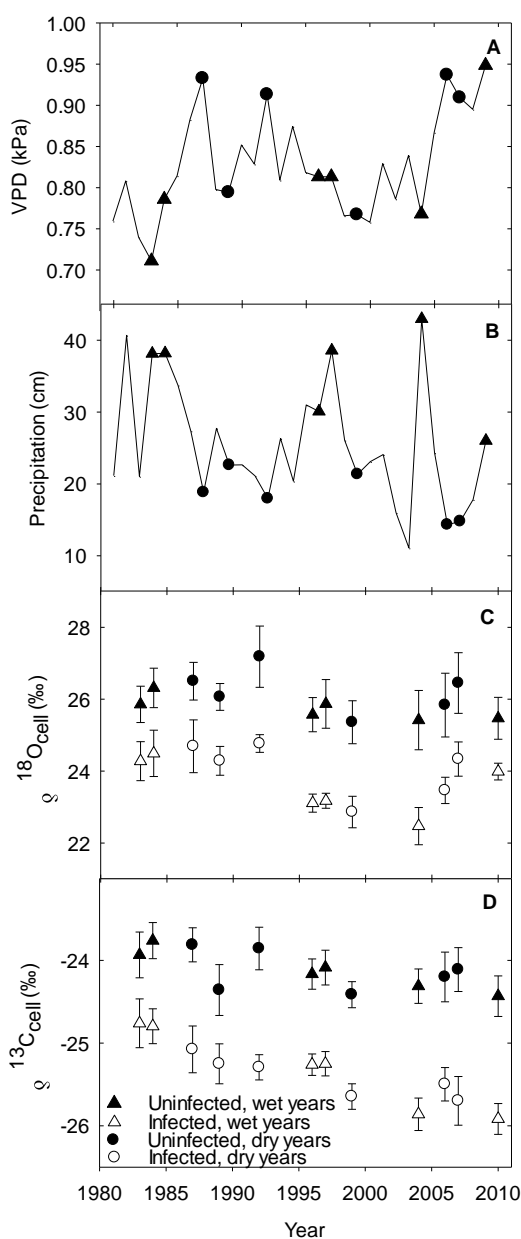 1.00
A
0.95
0.90
0.85
0.80
0.75
0.70
VPD (kPa)
B
40
30
20
10
Precipitation (cm)
C
28
26
24
22
δ 18Ocell (‰)
D
-24
-25
-26
δ 13Ccell (‰)
Uninfected, wet years
Infected, wet years
Uninfected, dry years
Infected, dry years
1980 1985 1990 1995 2000 2005 2010
Year